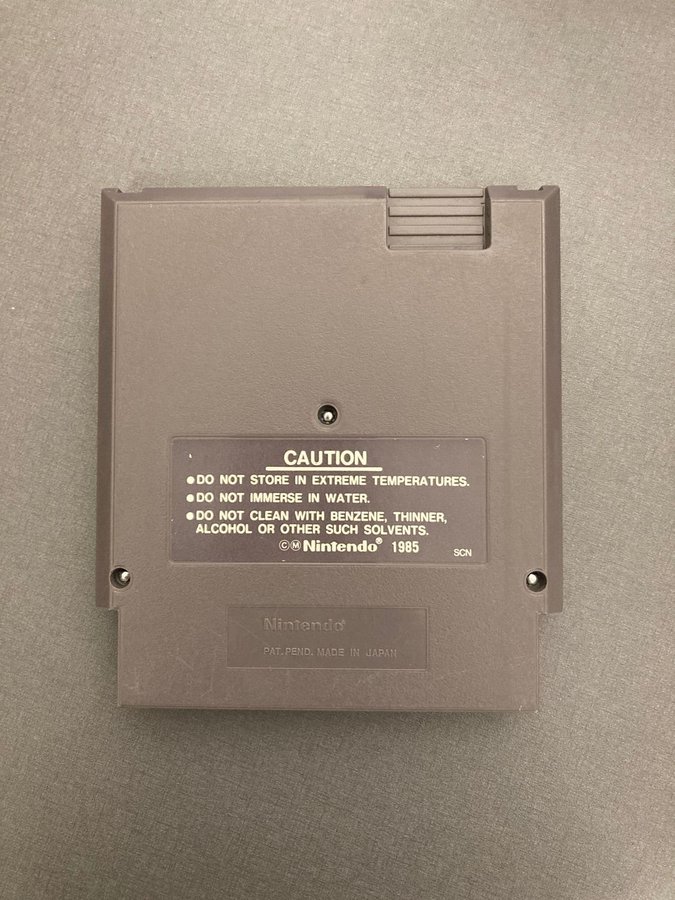 CAUTION
●DO NOT STORE IN EXTREME TEMPERATURES.
●DO NOT IMMERSE IN WATER.
●DO NOT CLEAN WITH BENZENE, THINNER,
ALCOHOL OR OTHER SUCH SOLVENTS.
©Ⓜ Nintendo® 1985 SCN
Nintendo®
PAT. PEND. MADE IN JAPAN